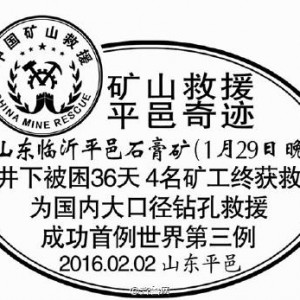 中国矿山救援
CHINA MINE RESCUE
矿山救援
平邑奇迹
山东临沂平邑石膏矿(1月29日晚
井下被困36天 4名矿工终获救
为国内大口径钻孔救援
成功首例世界第三例
2016.02.02 山东平邑